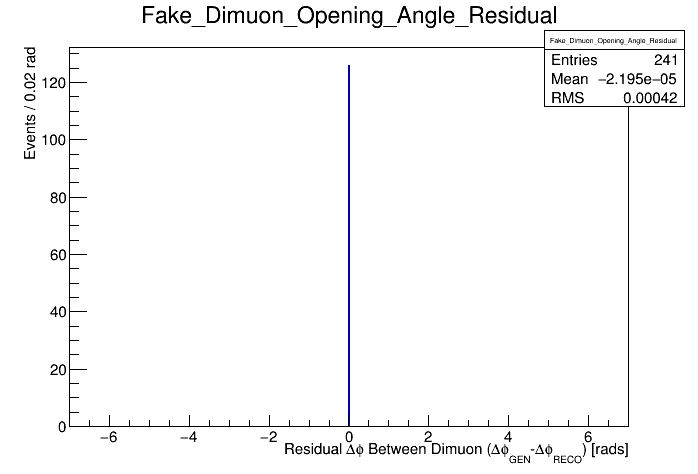 Fake_Dimuon_Opening_Angle_Residual
Fake_Dimuon_Opening_Angle_Residual
Entries 241
Mean −2.195e−05
RMS 0.00042
Events / 0.02 rad
120
100
80
60
40
20
0
−6 −4 −2 0 2 4 6
Residual Δϕ Between Dimuon (Δϕ_GEN-Δϕ_RECO) [rads]